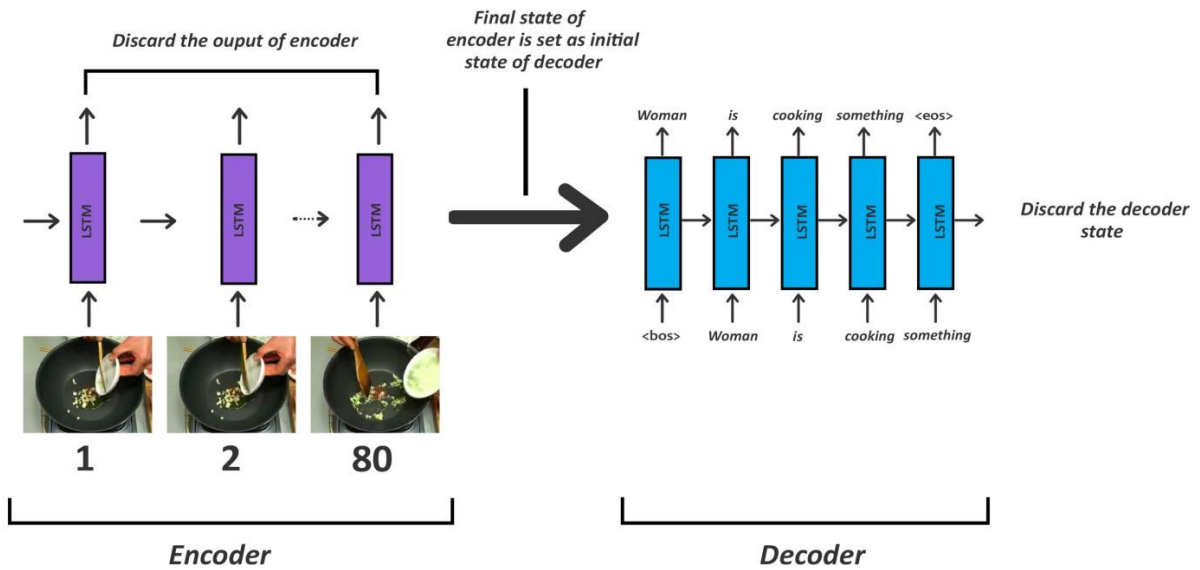 Final state of
encoder is set as initial
state of decoder
Discard the ouput of encoder
Woman is cooking something <eos>
LSTM LSTM LSTM
LSTM LSTM LSTM LSTM LSTM
Discard the decoder
state
<bos> Woman is cooking something
1 2 80
Encoder Decoder